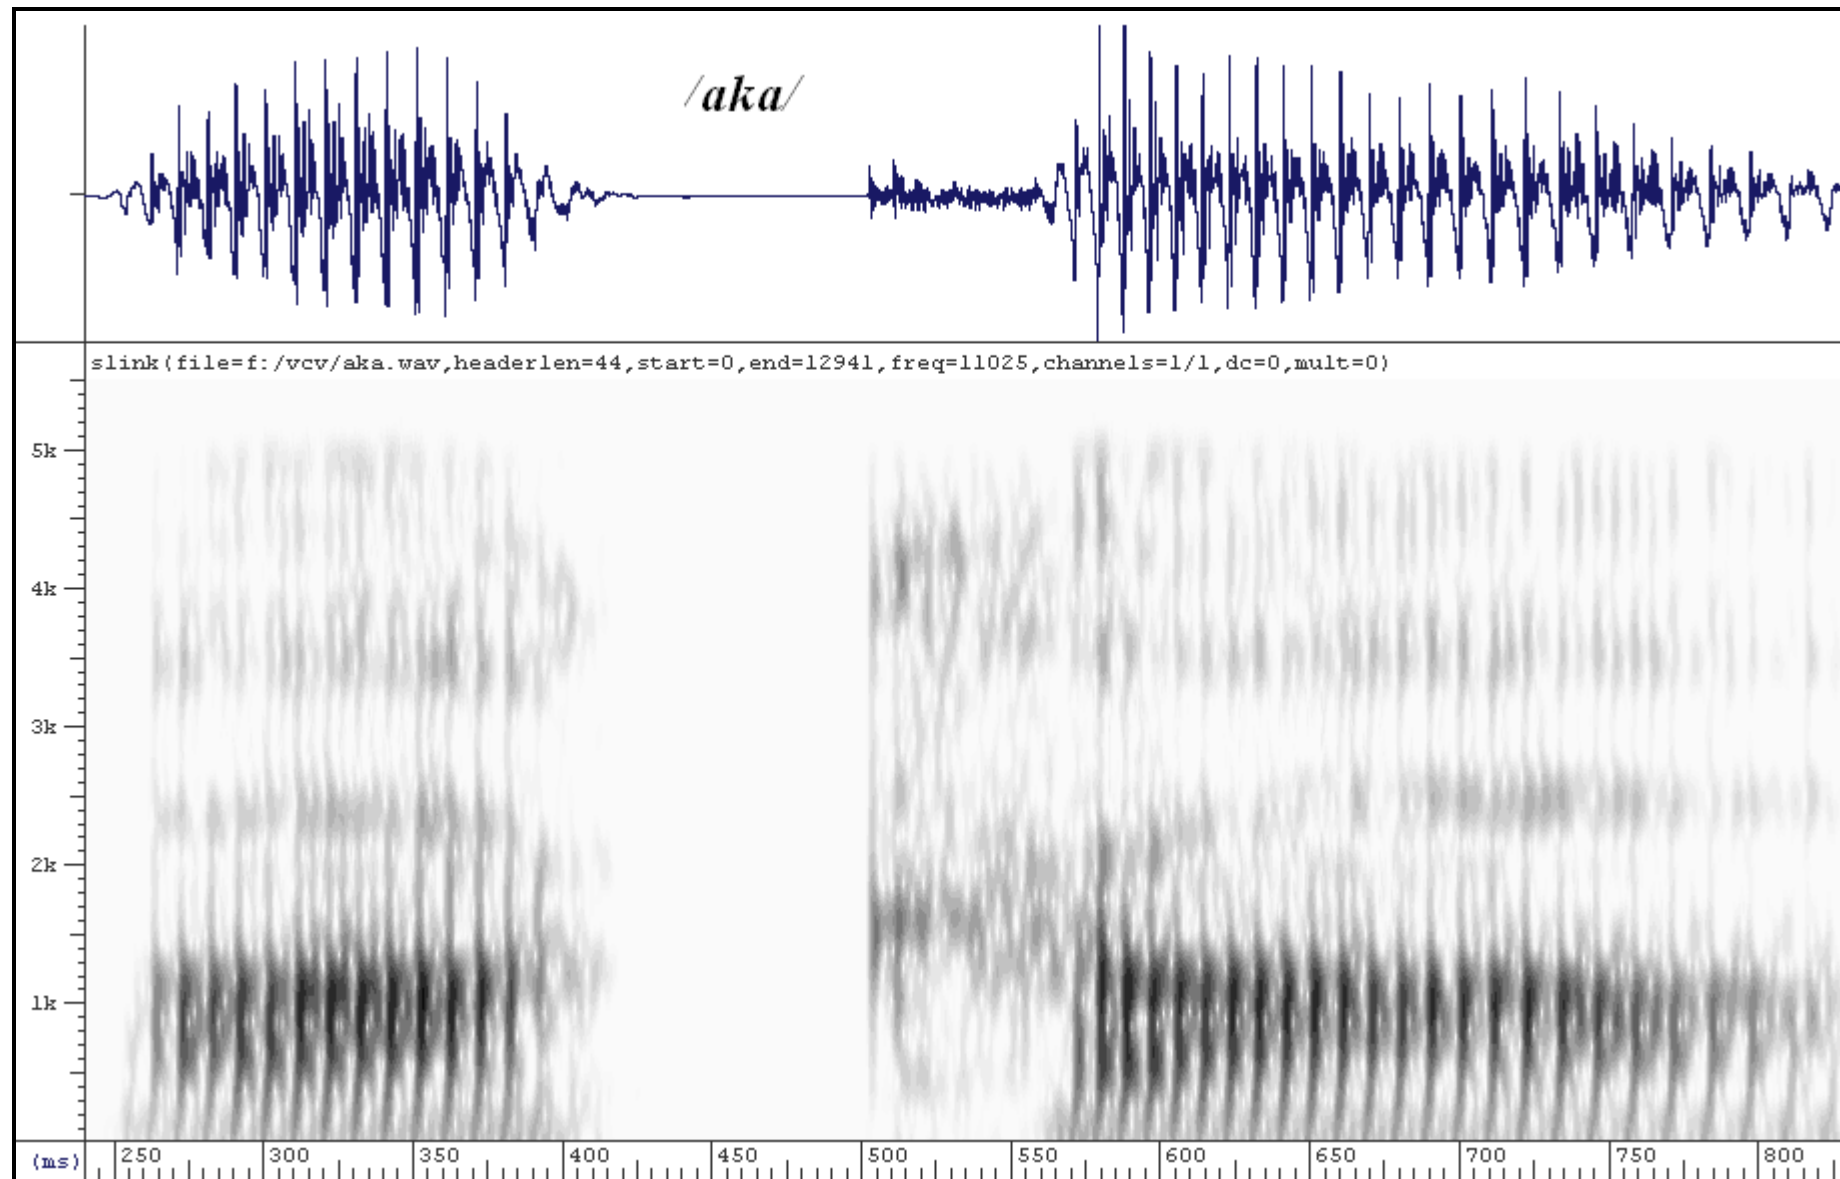 /aka/
slink(file=f:/vcv/aka.wav,headerlen=44,start=0,end=12941,freq=11025,channels=1/1,dc=0,mult=0)
5k
4k
3k
2k
1k
(ms) 250 300 350 400 450 500 550 600 650 700 750 800